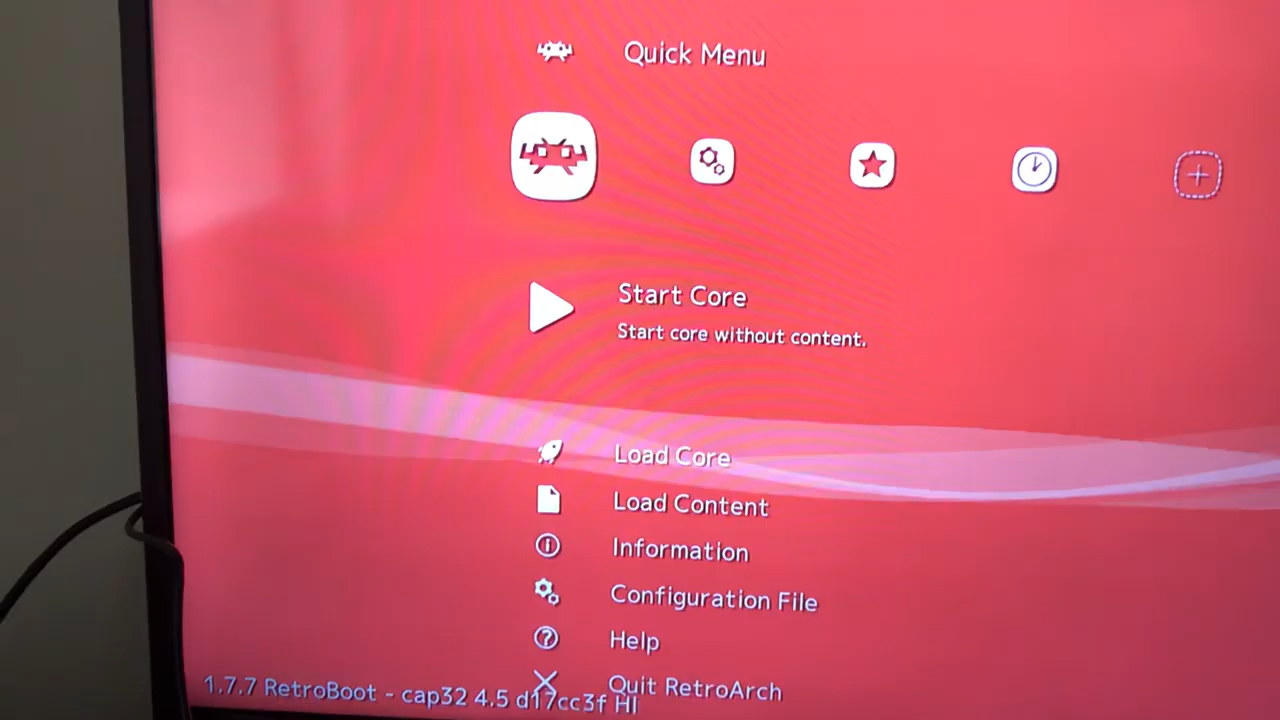 Quick Menu
Start Core
Start core without content.
Load Core
Load Content
Information
Configuration File
Help
Quit RetroArch
1.7.7 RetroBoot - cap32 4.5 d17cc3f HI